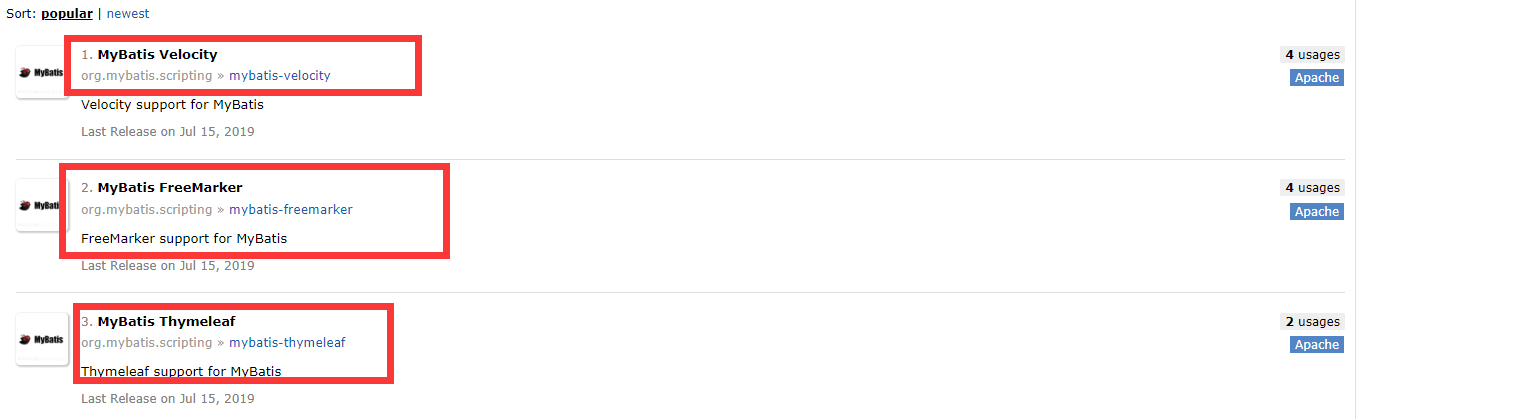 Sort: popular | newest
1. MyBatis Velocity
4 usages
org.mybatis.scripting » mybatis-velocity
Apache
MyBatis
Velocity support for MyBatis
Last Release on Jul 15, 2019
2. MyBatis FreeMarker
4 usages
org.mybatis.scripting » mybatis-freemarker
Apache
MyBati
FreeMarker support for MyBatis
Last Release on Jul 15, 2019
3. MyBatis Thymeleaf
2 usages
org.mybatis.scripting » mybatis-thymeleaf
Apache
MyBatis
Thymeleaf support for MyBatis
Last Release on Jul 15, 2019